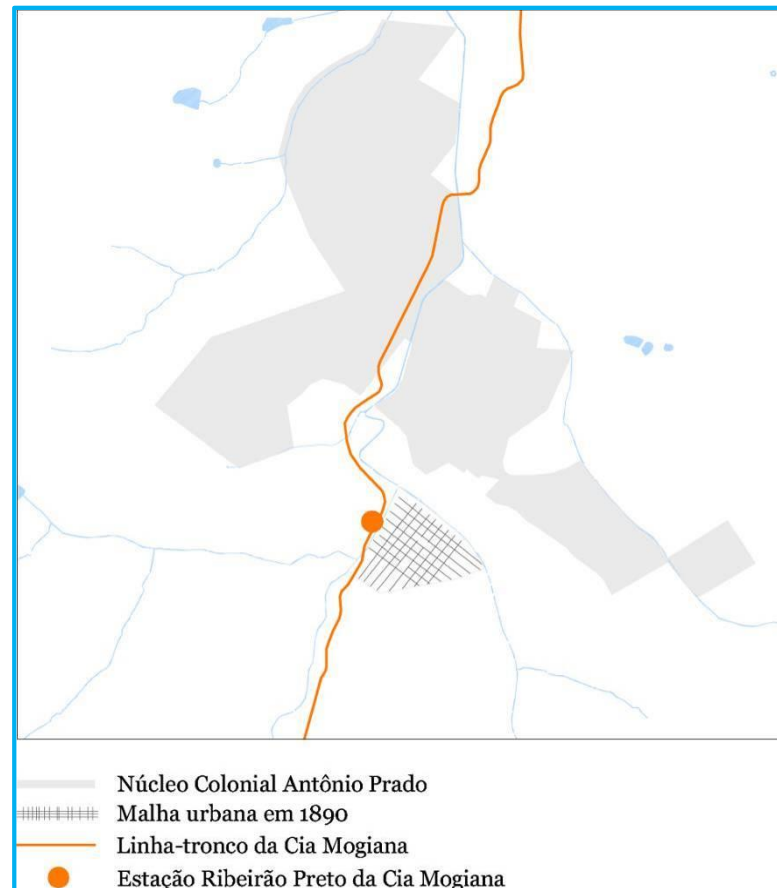 Núcleo Colonial Antônio Prado
Malha urbana em 1890
Linha-tronco da Cia Mogiana
Estação Ribeirão Preto da Cia Mogiana